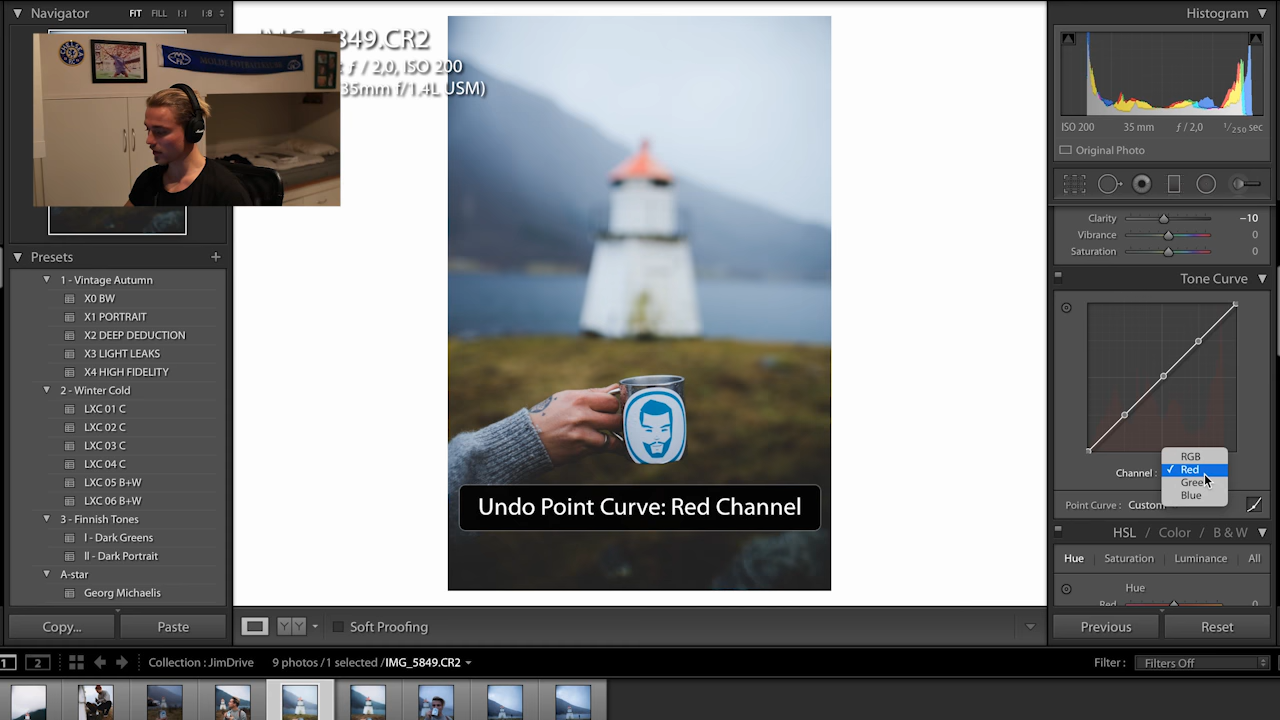 Navigator
FIT FILL 1:1 1:8
5849.CR2
ƒ / 2,0, ISO 200
35mm f/1.4L USM)
Presets
1 - Vintage Autumn
X0 BW
X1 PORTRAIT
X2 DEEP DEDUCTION
X3 LIGHT LEAKS
X4 HIGH FIDELITY
2 - Winter Cold
LXC 01 C
LXC 02 C
LXC 03 C
LXC 04 C
LXC 05 B+W
LXC 06 B+W
3 - Finnish Tones
I - Dark Greens
II - Dark Portrait
A-star
Georg Michaelis
Copy...
Paste
Undo Point Curve: Red Channel
Soft Proofing
Histogram
ISO 200 35 mm ƒ / 2,0 1/250 sec
Original Photo
Clarity -10
Vibrance 0
Saturation 0
Tone Curve
RGB
Channel : Red
Gree
Blue
Point Curve : Custom
HSL / Color / B & W
Hue Saturation Luminance All
Hue
Red 0
Previous
Reset
1 2 Collection : JimDrive 9 photos / 1 selected / IMG_5849.CR2
Filter : Filters Off